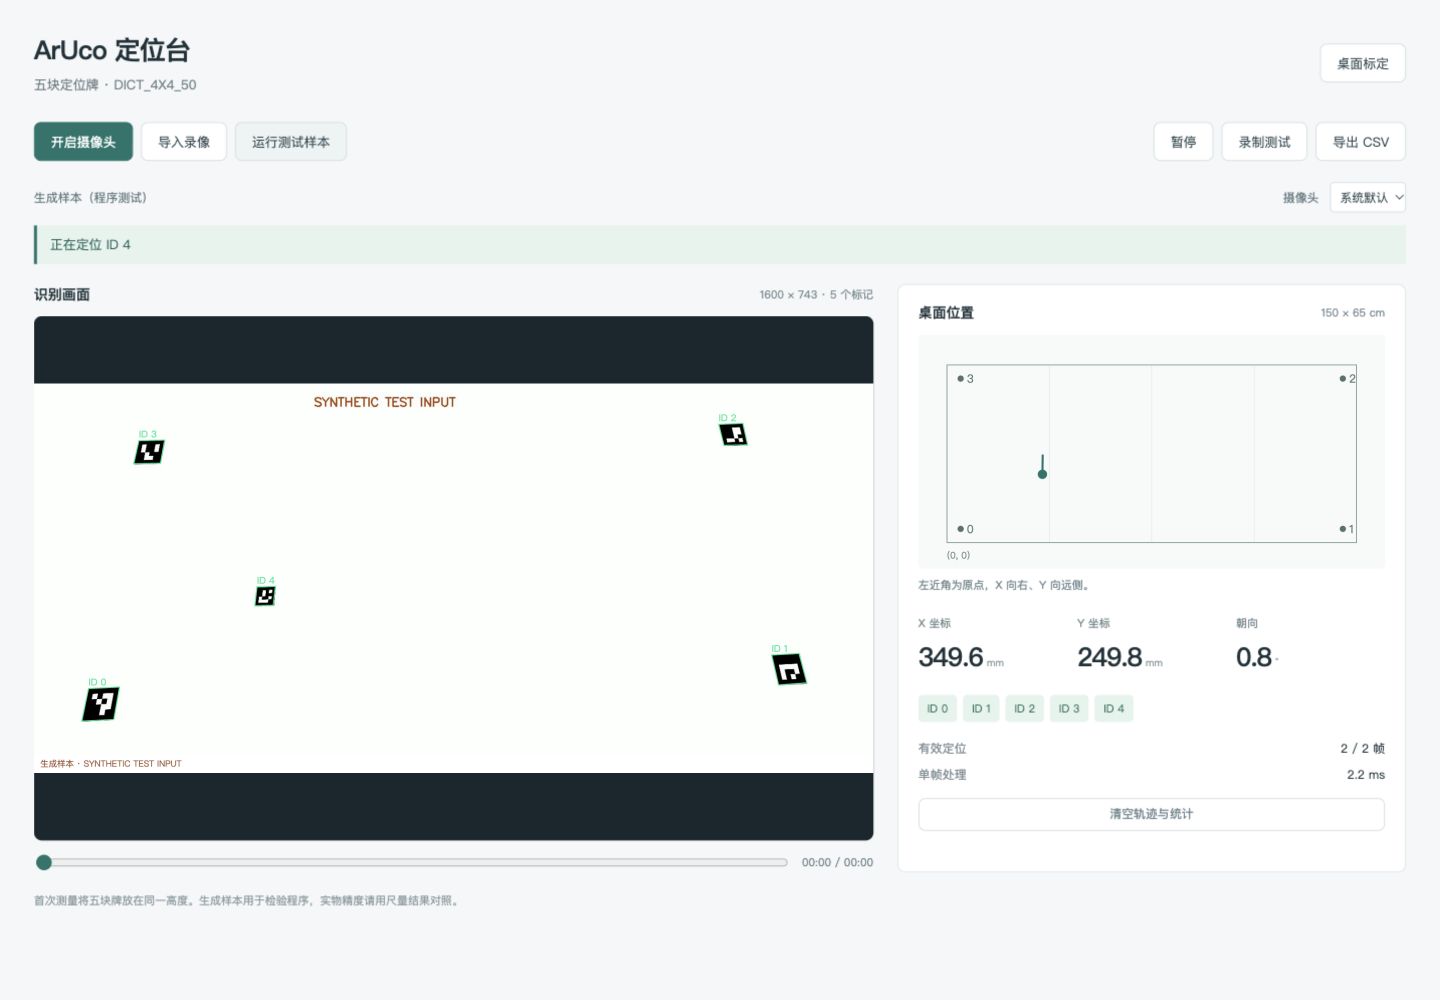 ArUco 定位台
五块定位牌 · DICT_4X4_50
桌面标定
开启摄像头 导入录像 运行测试样本 暂停 录制测试 导出 CSV
生成样本（程序测试） 摄像头 系统默认
正在定位 ID 4
识别画面 1600 × 743 · 5 个标记
SYNTHETIC TEST INPUT
ID 3
ID 2
ID 4
ID 1
ID 0
生成样本 · SYNTHETIC TEST INPUT
00:00 / 00:00
首次测量将五块牌放在同一高度。生成样本用于检验程序，实物精度请用尺量结果对照。
桌面位置 150 × 65 cm
3 2
0 1
(0, 0)
左近角为原点，X 向右、Y 向远侧。
X 坐标 Y 坐标 朝向
349.6 mm 249.8 mm 0.8 °
ID 0 ID 1 ID 2 ID 3 ID 4
有效定位 2 / 2 帧
单帧处理 2.2 ms
清空轨迹与统计